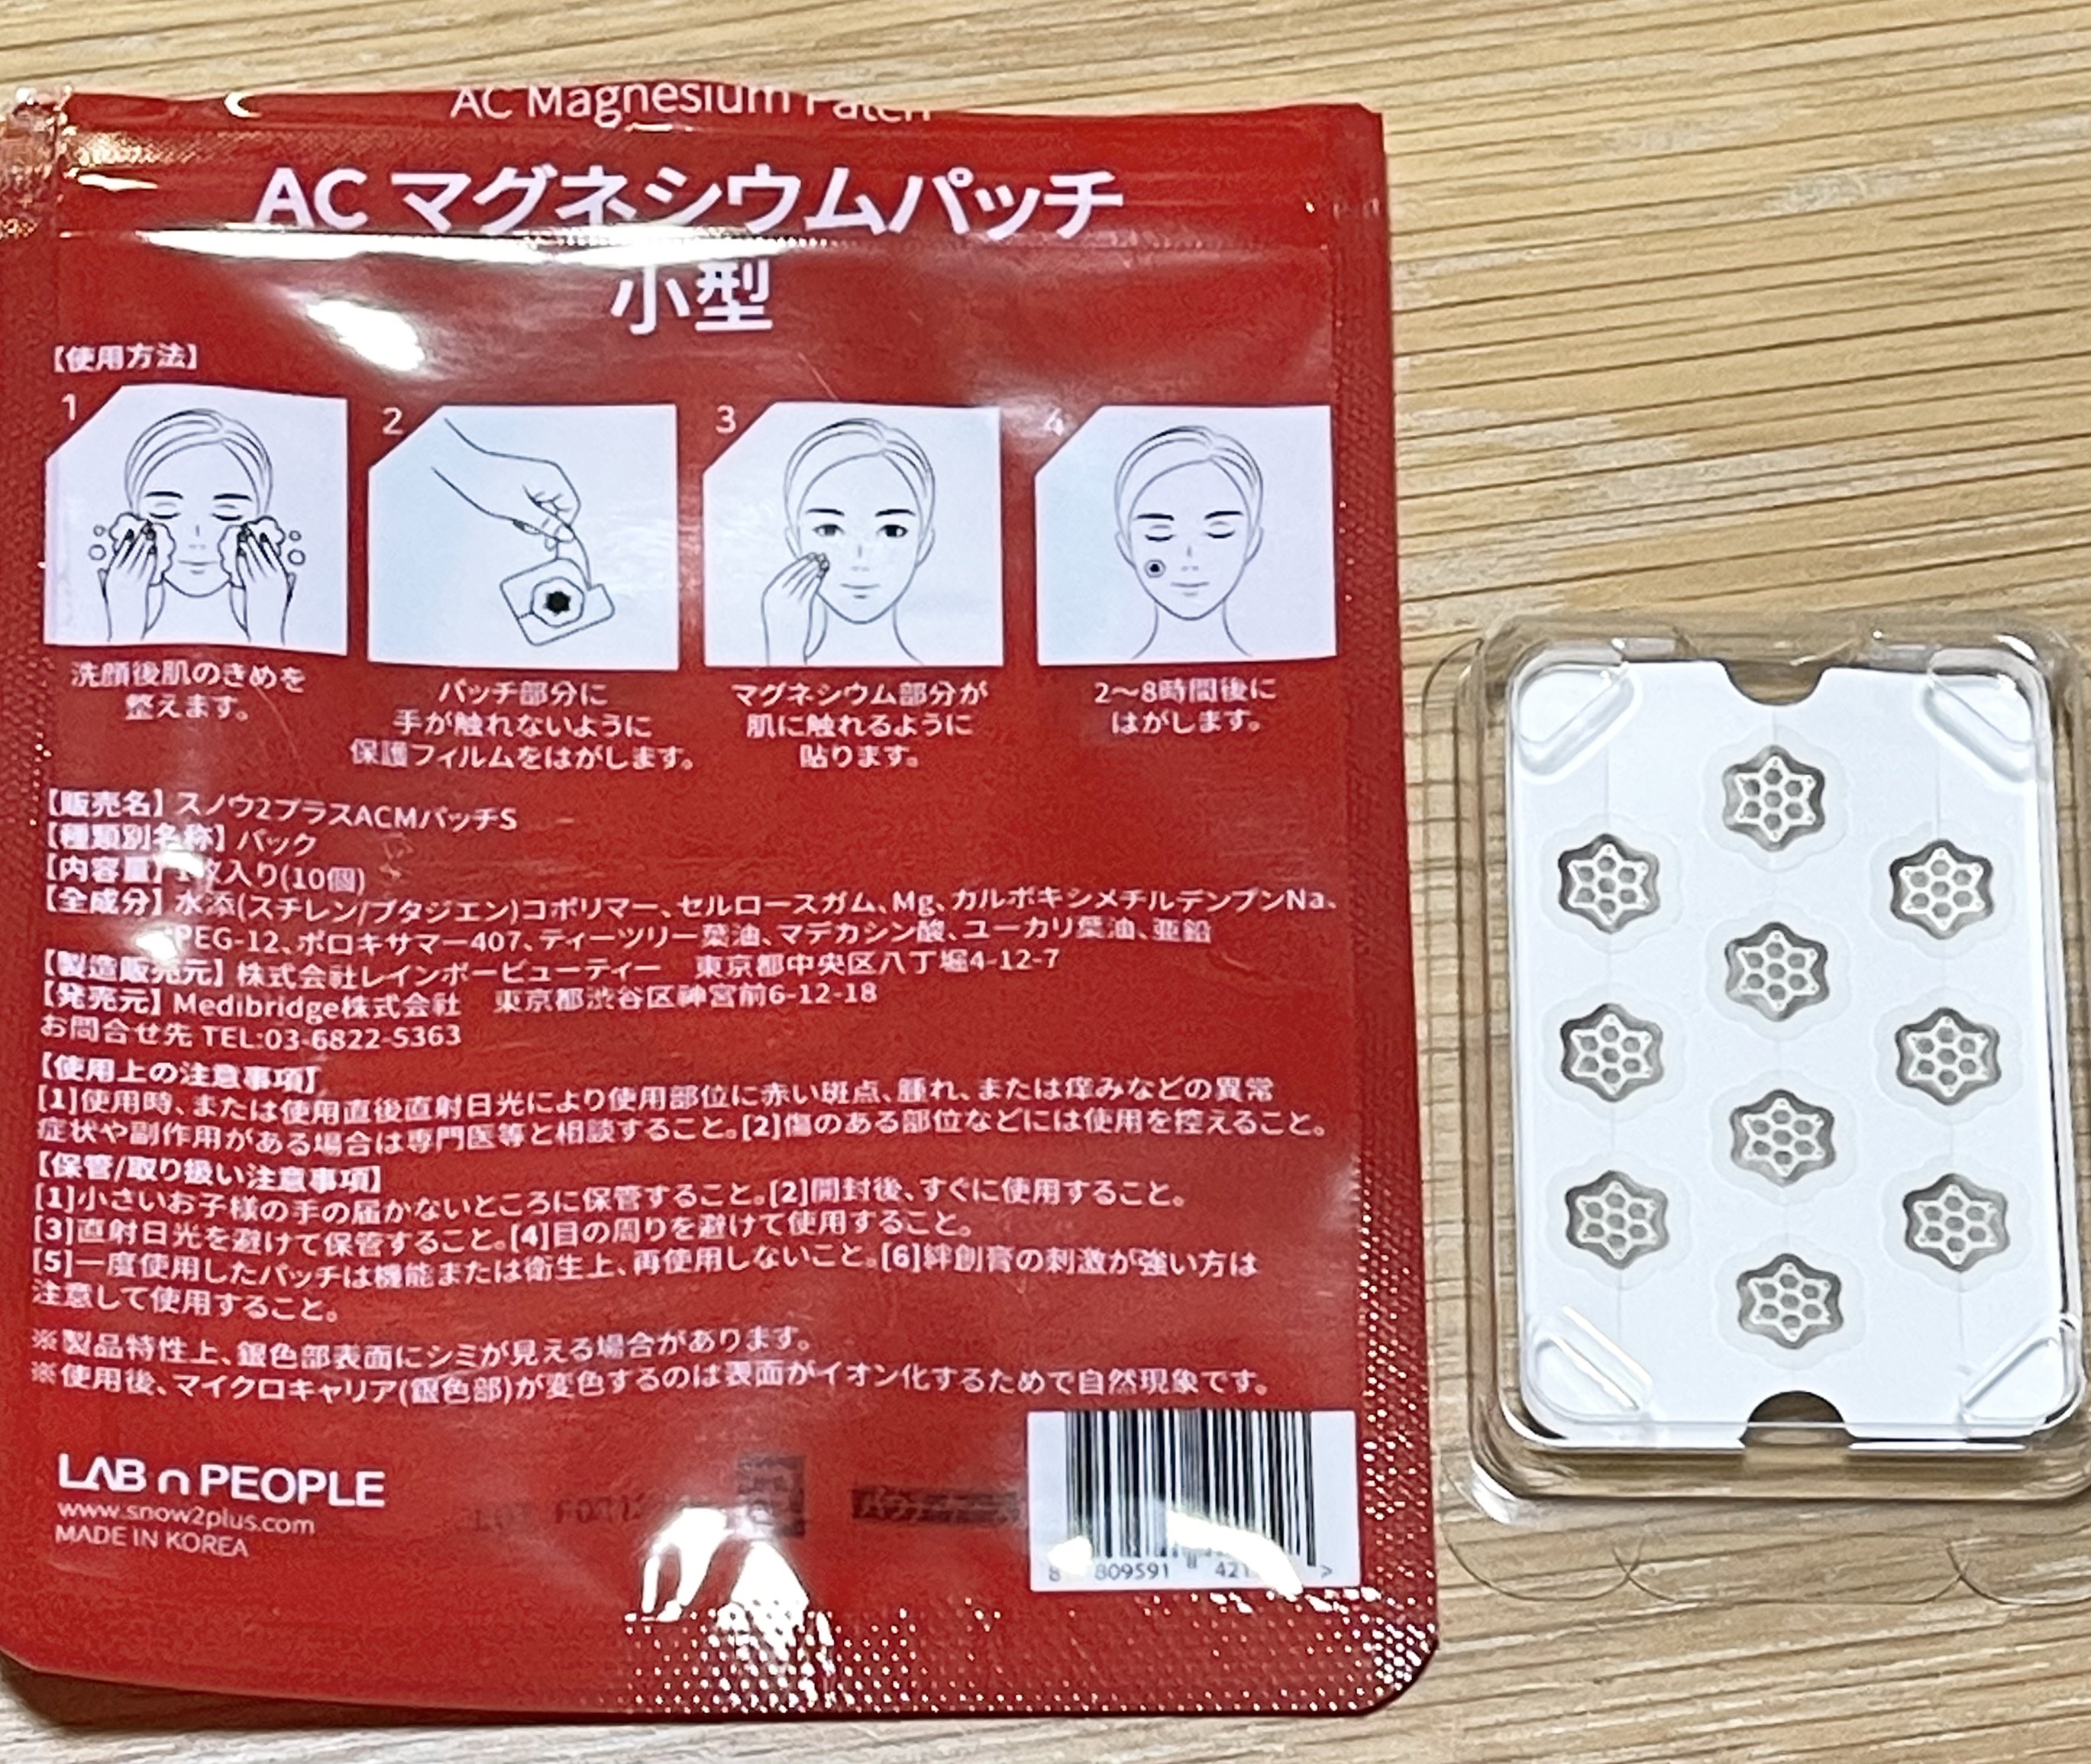 AC Magnesium Patch
AC マグネシウムパッチ
小型
【使用方法】
1
洗顔後肌のきめを
整えます。
2
パッチ部分に
手が触れないように
保護フィルムをはがします。
3
マグネシウム部分が
肌に触れるように
貼ります。
4
2～8時間後に
はがします。
【販売名】スノウ2プラスACMパッチS
【種類別名称】パック
【内容量】 入り(10個)
【全成分】水添(スチレン/ブタジエン)コポリマー、セルロースガム、Mg、カルボキシメチルデンプンNa、
PEG-12、ポロキサマー407、ティーツリー葉油、マデカシン酸、ユーカリ葉油、亜鉛
【製造販売元】株式会社レインボービューティー 東京都中央区八丁堀4-12-7
【発売元】Medibridge株式会社 東京都渋谷区神宮前6-12-18
お問合せ先 TEL:03-6822-5363
【使用上の注意事項】
[1]使用時、または使用直後直射日光により使用部位に赤い斑点、腫れ、または痒みなどの異常
症状や副作用がある場合は専門医等と相談すること。[2]傷のある部位などには使用を控えること。
【保管/取り扱い注意事項】
[1]小さいお子様の手の届かないところに保管すること。[2]開封後、すぐに使用すること。
[3]直射日光を避けて保管すること。[4]目の周りを避けて使用すること。
[5]一度使用したパッチは機能または衛生上、再使用しないこと。[6]絆創膏の刺激が強い方は
注意して使用すること。
※製品特性上、銀色部表面にシミが見える場合があります。
※使用後、マイクロキャリア(銀色部)が変色するのは表面がイオン化するためで自然現象です。
LAB n PEOPLE
www.snow2plus.com
MADE IN KOREA
8 809591